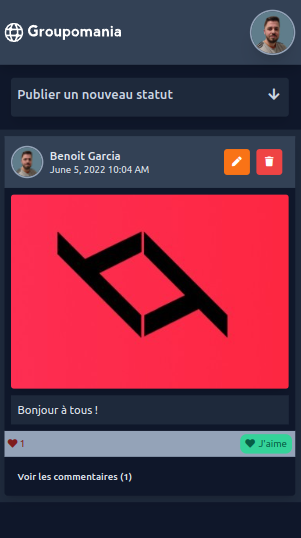 Groupomania
Publier un nouveau statut
Benoit Garcia
June 5, 2022 10:04 AM
Bonjour à tous !
1
J'aime
Voir les commentaires (1)